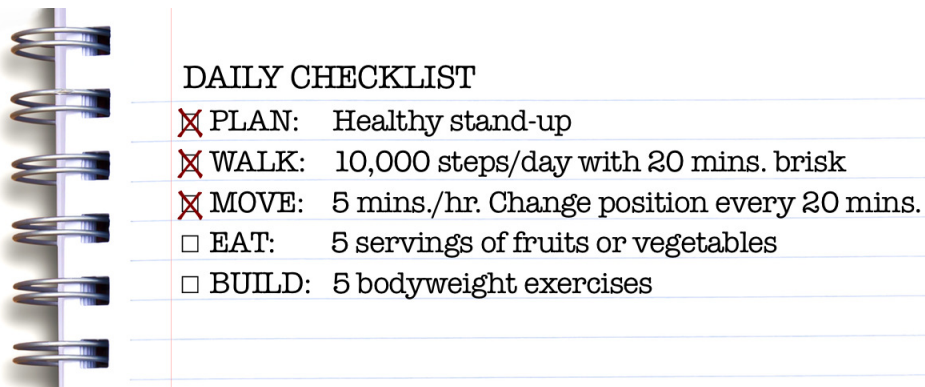 DAILY CHECKLIST
☒ PLAN: Healthy stand-up
☒ WALK: 10,000 steps/day with 20 mins. brisk
☒ MOVE: 5 mins./hr. Change position every 20 mins.
☐ EAT: 5 servings of fruits or vegetables
☐ BUILD: 5 bodyweight exercises